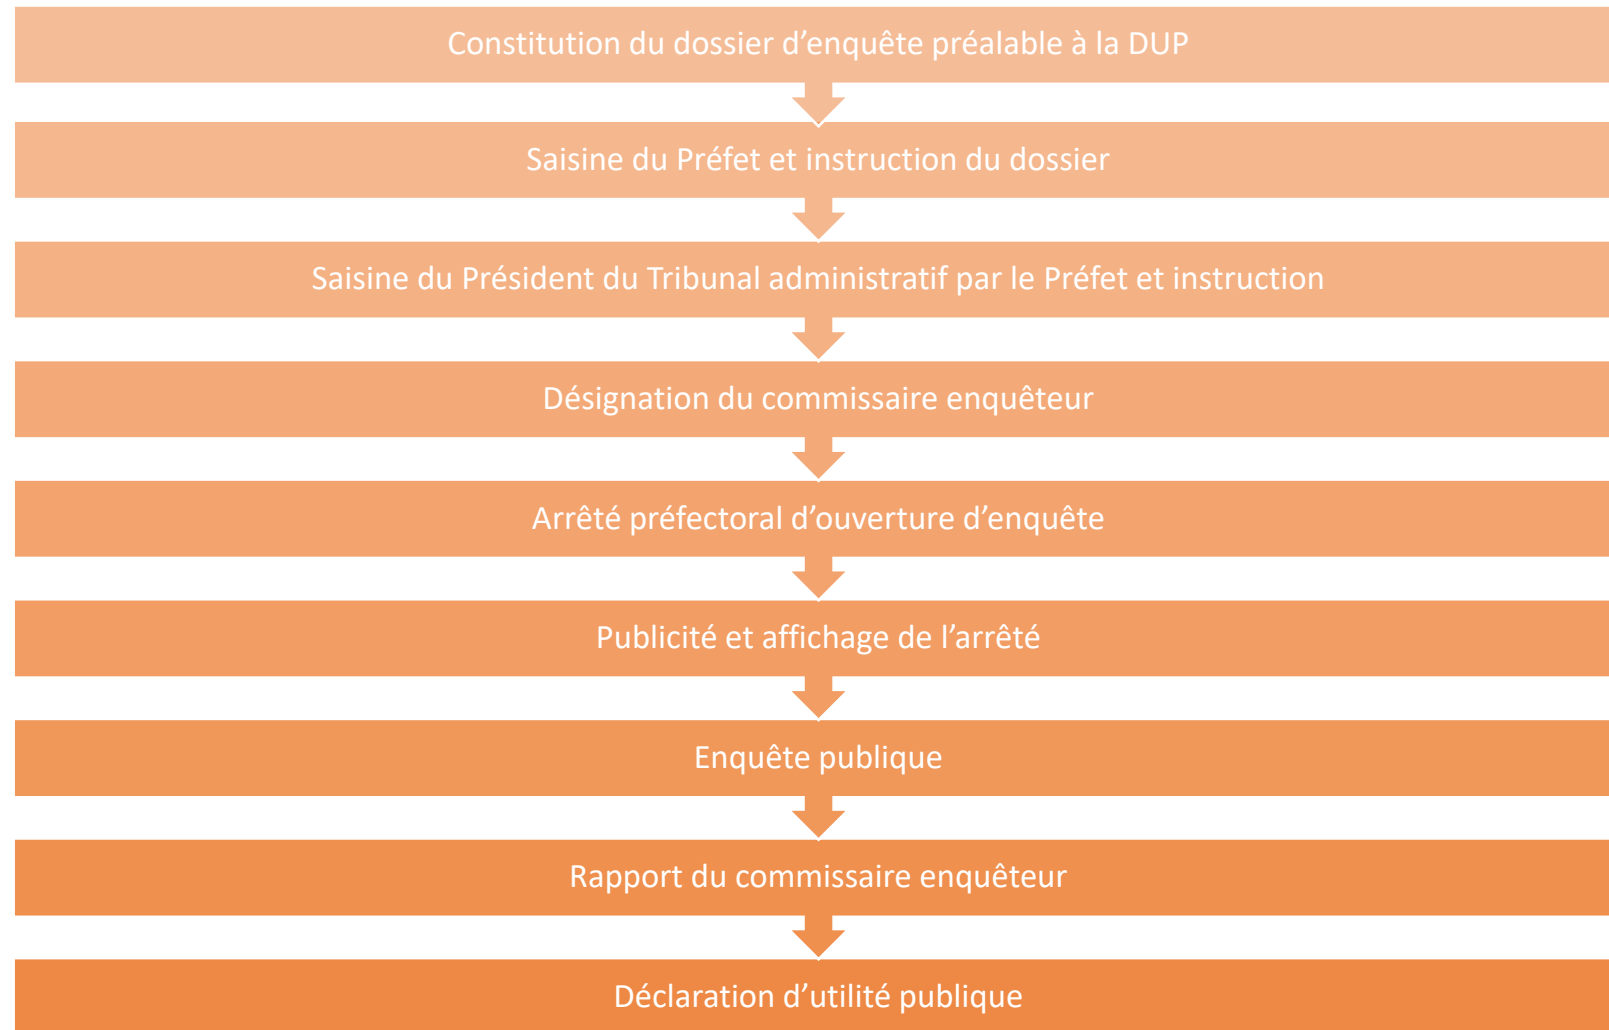 Constitution du dossier d’enquête préalable à la DUP
Saisine du Préfet et instruction du dossier
Saisine du Président du Tribunal administratif par le Préfet et instruction
Désignation du commissaire enquêteur
Arrêté préfectoral d’ouverture d’enquête
Publicité et affichage de l’arrêté
Enquête publique
Rapport du commissaire enquêteur
Déclaration d’utilité publique